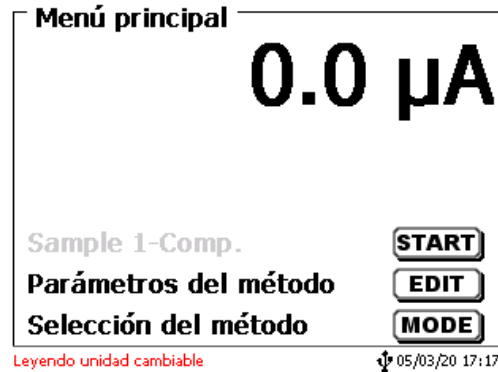 Menú principal
0.0 µA
Sample 1-Comp. START
Parámetros del método EDIT
Selección del método MODE
Leyendo unidad cambiable 05/03/20 17:17